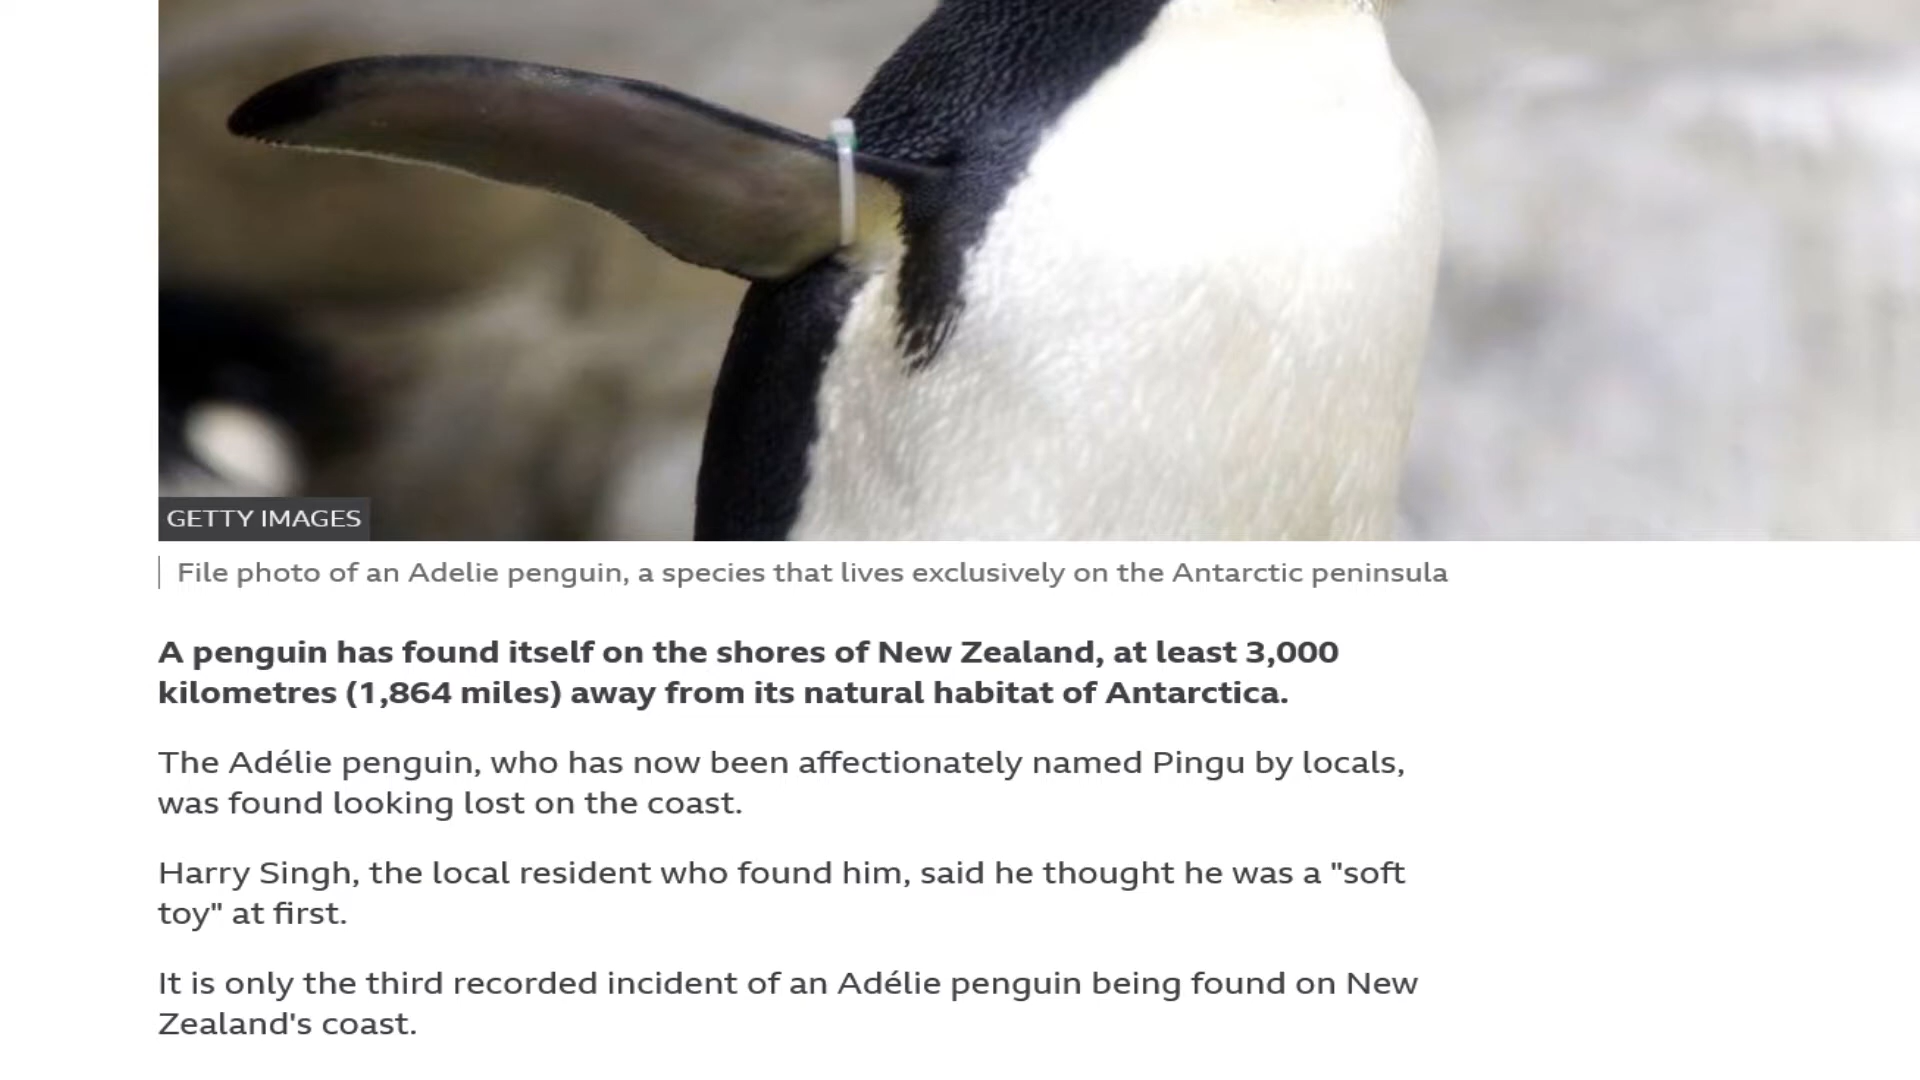 GETTY IMAGES
File photo of an Adelie penguin, a species that lives exclusively on the Antarctic peninsula
A penguin has found itself on the shores of New Zealand, at least 3,000
kilometres (1,864 miles) away from its natural habitat of Antarctica.
The Adélie penguin, who has now been affectionately named Pingu by locals,
was found looking lost on the coast.
Harry Singh, the local resident who found him, said he thought he was a "soft
toy" at first.
It is only the third recorded incident of an Adélie penguin being found on New
Zealand's coast.